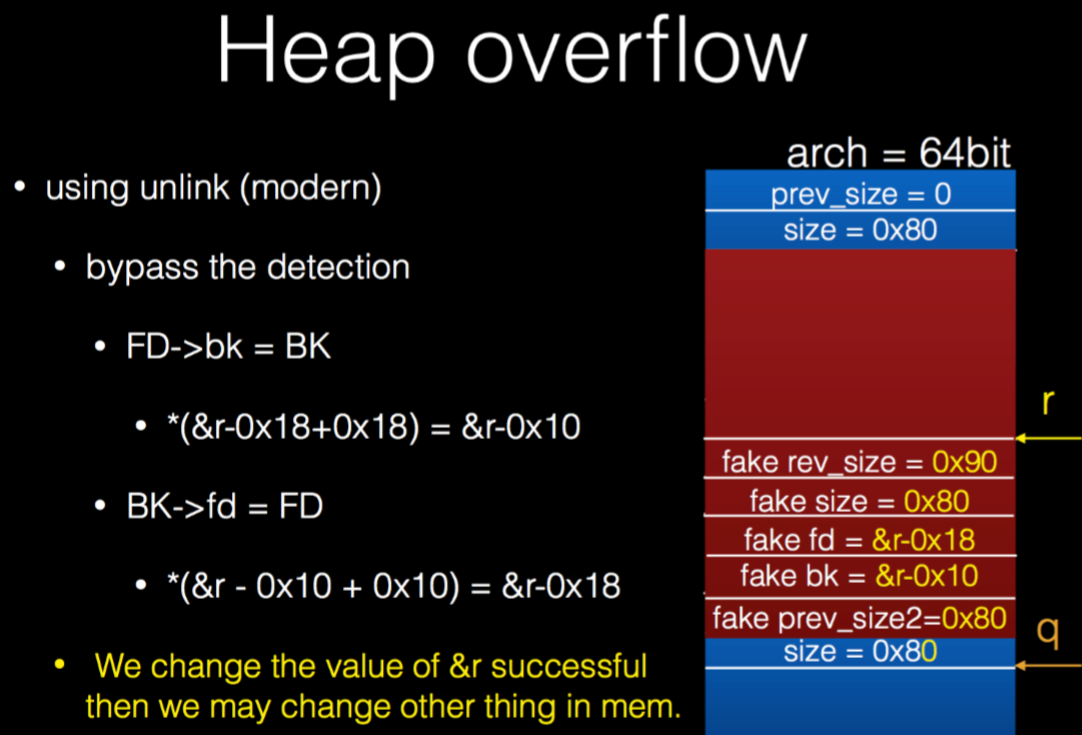 Heap overflow
arch = 64bit
• using unlink (modern)
• bypass the detection
• FD->bk = BK
• *(&r-0x18+0x18) = &r-0x10
• BK->fd = FD
• *(&r - 0x10 + 0x10) = &r-0x18
• We change the value of &r successful
then we may change other thing in mem.
prev_size = 0
size = 0x80
r
fake rev_size = 0x90
fake size = 0x80
fake fd = &r-0x18
fake bk = &r-0x10
fake prev_size2=0x80
q
size = 0x80